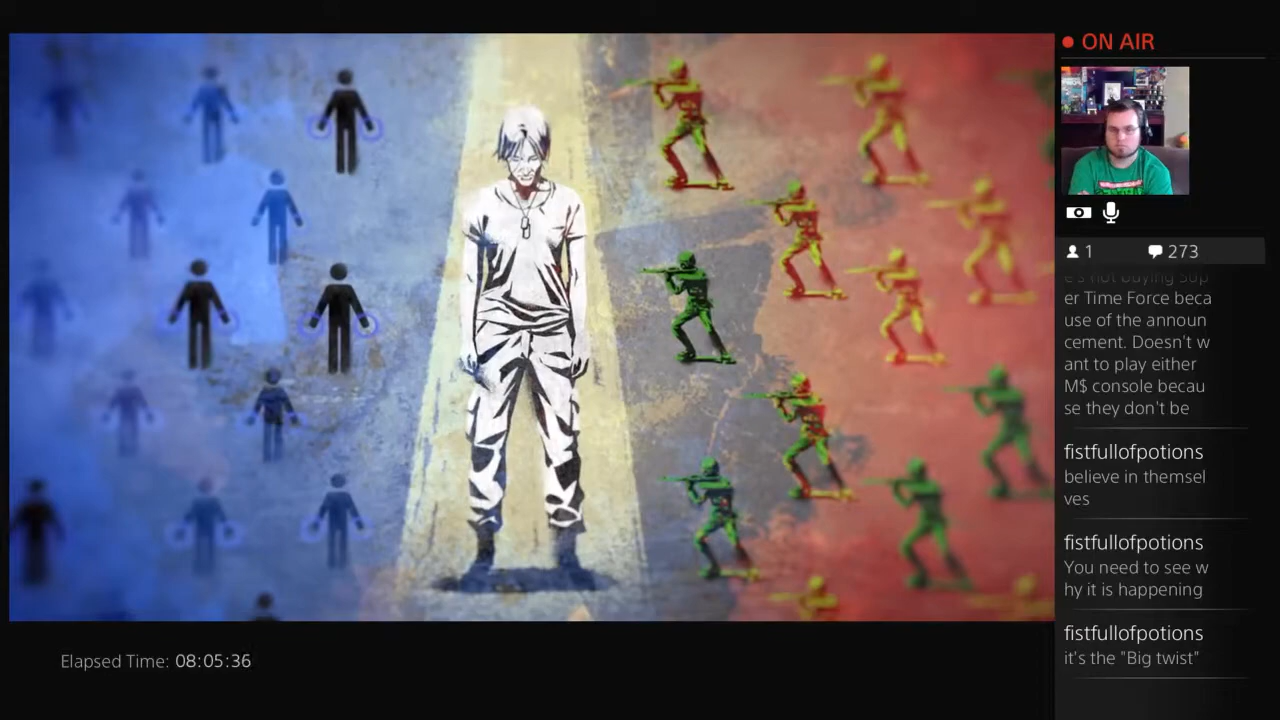 ON AIR
1 273
er Time Force beca
use of the announ
cement. Doesn't w
ant to play either
M$ console becau
se they don't be
fistfullofpotions
believe in themsel
ves
fistfullofpotions
You need to see w
hy it is happening
fistfullofpotions
it's the "Big twist"
Elapsed Time: 08:05:36